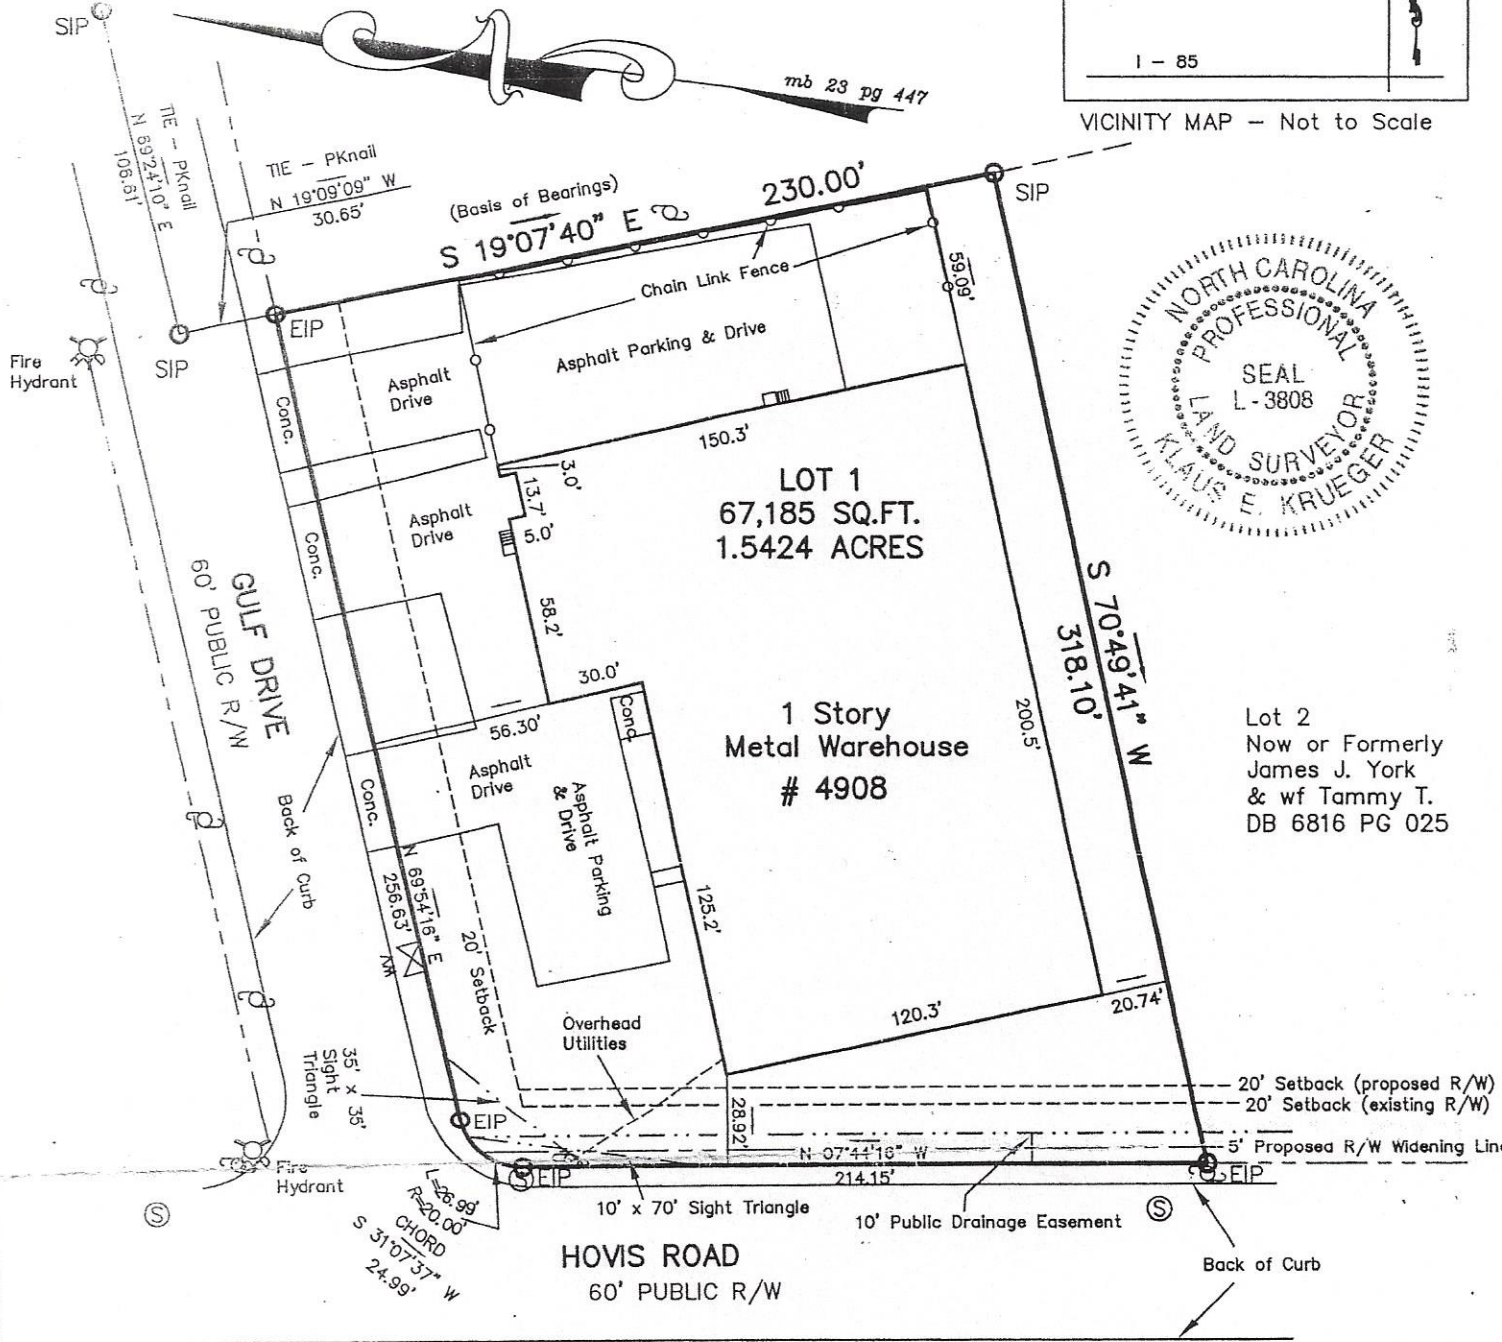 SIP
mb 23 pg 447
I - 85
VICINITY MAP - Not to Scale
TIE - PKnail
N 69°24'10" E
106.61'
TIE - PKnail
N 19°09'09" W
30.65'
(Basis of Bearings)
S 19°07'40" E
230.00'
SIP
EIP
SIP
Fire
Hydrant
Chain Link Fence
59.09'
Asphalt Parking & Drive
Asphalt
Drive
Conc.
150.3'
NORTH CAROLINA
PROFESSIONAL
SEAL
L-3808
LAND SURVEYOR
KLAUS E. KRUEGER
3.0'
13.7'
5.0'
LOT 1
67,185 SQ.FT.
1.5424 ACRES
Asphalt
Drive
Conc.
58.2'
GULF DRIVE
60' PUBLIC R/W
S 70°49'41" W
318.10'
30.0'
56.30'
Conc.
1 Story
Metal Warehouse
# 4908
200.5'
Lot 2
Now or Formerly
James J. York
& wf Tammy T.
DB 6816 PG 025
Asphalt
Drive
Asphalt Parking
& Drive
Conc.
Back of Curb
N 69°54'16" E
256.63'
125.2'
20' Setback
WV
Overhead
Utilities
120.3'
20.74'
35' x 35'
Sight
Triangle
EIP
28.92'
20' Setback (proposed R/W)
20' Setback (existing R/W)
5' Proposed R/W Widening Line
N 07°44'16" W
214.15'
Fire
Hydrant
S
S
EIP
EIP
10' x 70' Sight Triangle
10' Public Drainage Easement
S
L=26.99'
R=20.00'
CHORD
S 31°07'37" W
24.99'
HOVIS ROAD
60' PUBLIC R/W
Back of Curb